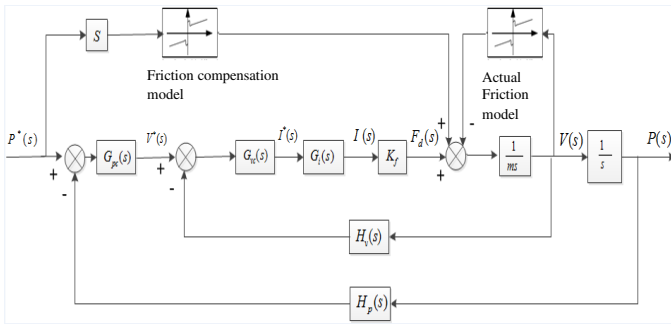 S
Friction compensation
model
Actual
Friction
model
P*(s)
+
-
G_pc(s)
V*(s)
+
-
G_vc(s)
I*(s)
G_i(s)
I(s)
K_f
F_d(s)
+
-
+
1
ms
V(s)
1
s
P(s)
H_v(s)
H_p(s)